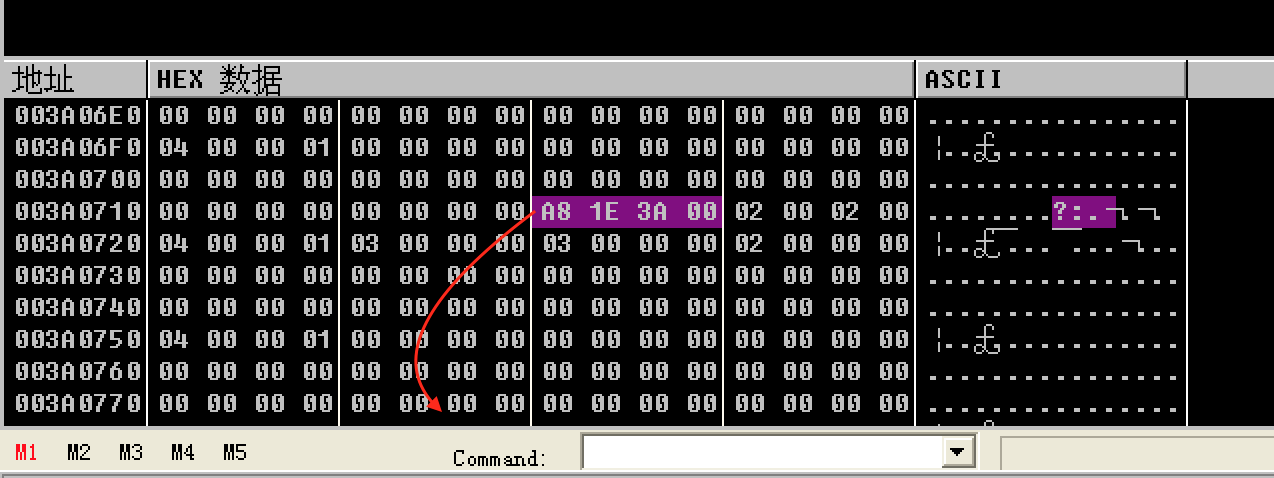 地址 HEX 数据 ASCII
003A06E0 00 00 00 00 00 00 00 00 00 00 00 00 00 00 00 00 ................
003A06F0 04 00 00 01 00 00 00 00 00 00 00 00 00 00 00 00 ¦..£............
003A0700 00 00 00 00 00 00 00 00 00 00 00 00 00 00 00 00 ................
003A0710 00 00 00 00 00 00 00 00 A8 1E 3A 00 02 00 02 00 ........?:.¬.¬.
003A0720 04 00 00 01 03 00 00 00 03 00 00 00 02 00 00 00 ¦..£
003A0730 00 00 00 00 00 00 00 00 00 00 00 00 00 00 00 00 ................
003A0740 00 00 00 00 00 00 00 00 00 00 00 00 00 00 00 00 ................
003A0750 04 00 00 01 00 00 00 00 00 00 00 00 00 00 00 00 ¦..£............
003A0760 00 00 00 00 00 00 00 00 00 00 00 00 00 00 00 00 ................
003A0770 00 00 00 00 00 00 00 00 00 00 00 00 00 00 00 00 ................
M1 M2 M3 M4 M5 Command: